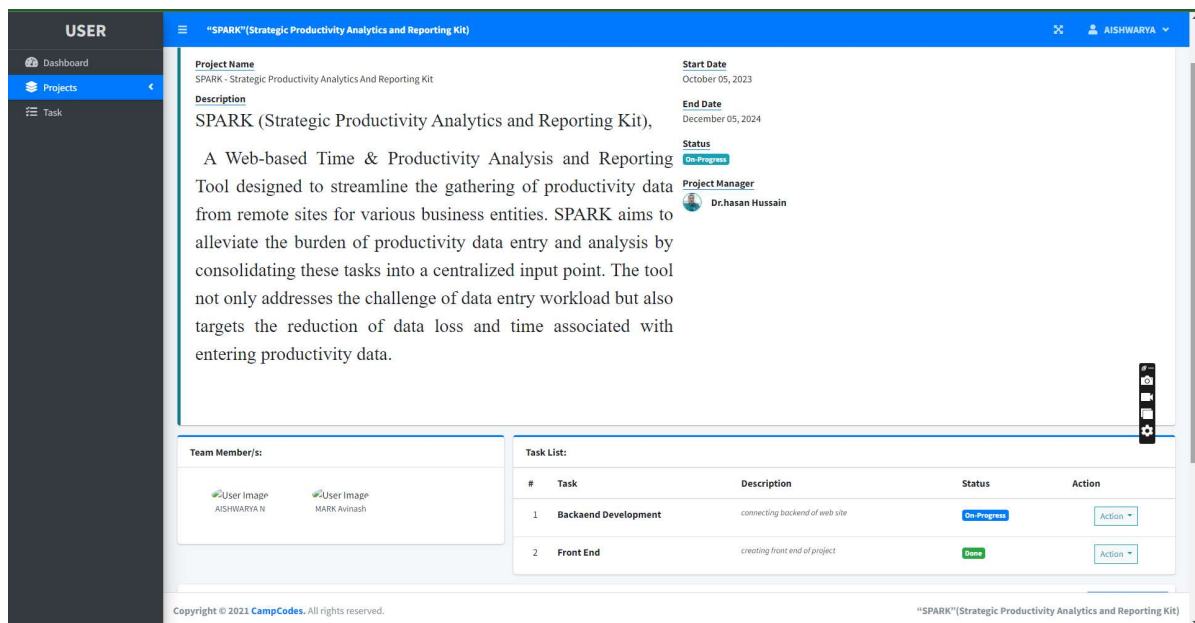 USER
“SPARK”(Strategic Productivity Analytics and Reporting Kit)
AISHWARYA
Dashboard
Projects
Task
Project Name
SPARK - Strategic Productivity Analytics And Reporting Kit
Description
SPARK (Strategic Productivity Analytics and Reporting Kit),
A Web-based Time & Productivity Analysis and Reporting
Tool designed to streamline the gathering of productivity data
from remote sites for various business entities. SPARK aims to
alleviate the burden of productivity data entry and analysis by
consolidating these tasks into a centralized input point. The tool
not only addresses the challenge of data entry workload but also
targets the reduction of data loss and time associated with
entering productivity data.
Start Date
October 05, 2023
End Date
December 05, 2024
Status
On-Progress
Project Manager
Dr.hasan Hussain
Team Member/s:
User Image User Image
AISHWARYA N MARK Avinash
Task List:
# Task Description Status Action
1 Backaend Development connecting backend of web site On-Progress Action
2 Front End creating front end of project Done Action
Copyright © 2021 CampCodes. All rights reserved.
“SPARK”(Strategic Productivity Analytics and Reporting Kit)